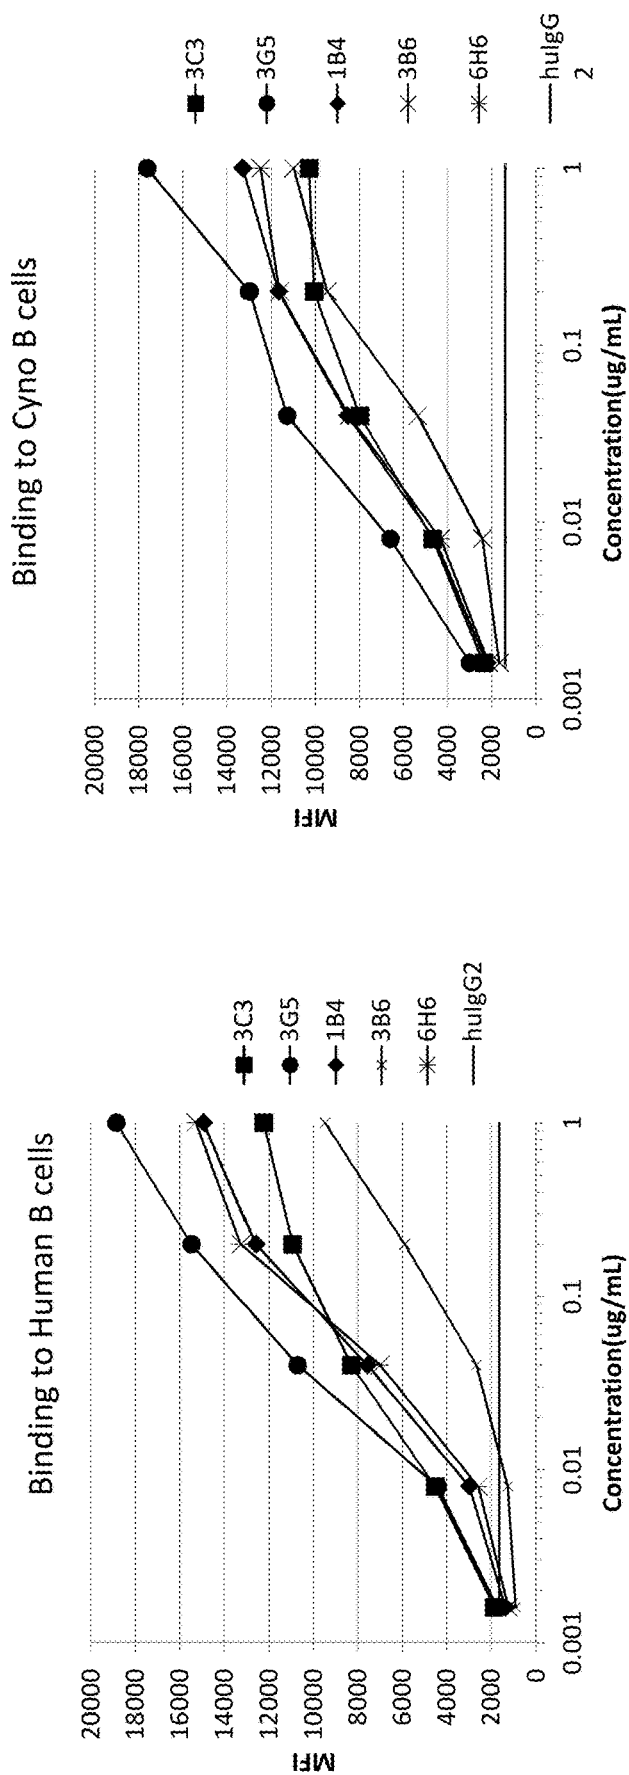 Binding to Human B cells
MFI
20000
18000
16000
14000
12000
10000
8000
6000
4000
2000
0
0.001
0.01
0.1
1
Concentration(ug/mL)
3C3
3G5
1B4
3B6
6H6
huIgG2
Binding to Cyno B cells
MFI
20000
18000
16000
14000
12000
10000
8000
6000
4000
2000
0
0.001
0.01
0.1
1
Concentration(ug/mL)
3C3
3G5
1B4
3B6
6H6
huIgG
2